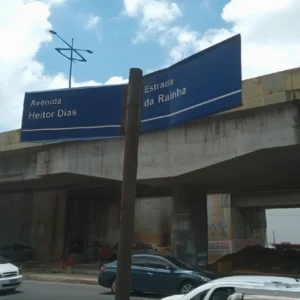 Avenida
Heitor Dias
Estrada
da Rainha